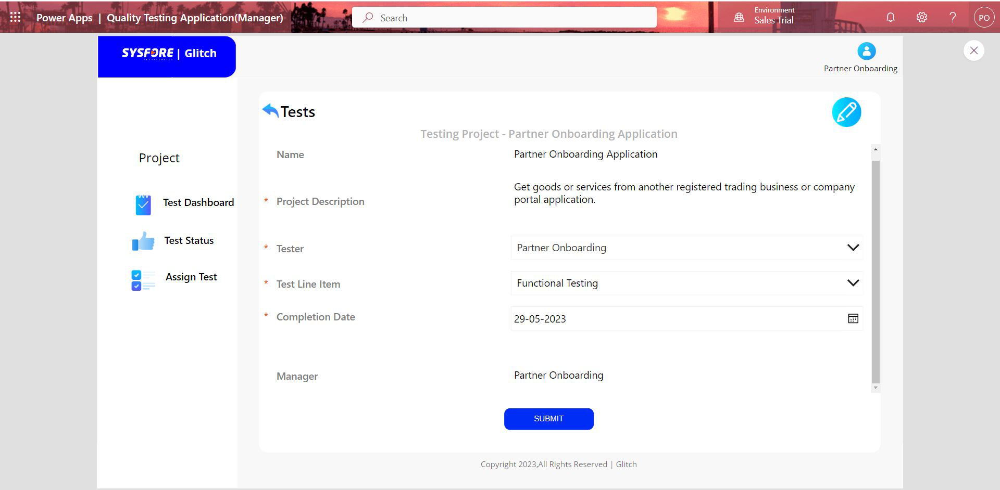 Power Apps | Quality Testing Application(Manager)
Search
Environment
Sales Trial
PO
SYSFORE | Glitch
Partner Onboarding
Project
Test Dashboard
Test Status
Assign Test
Tests
Testing Project - Partner Onboarding Application
Name
Partner Onboarding Application
* Project Description
Get goods or services from another registered trading business or company
portal application.
* Tester
Partner Onboarding
* Test Line Item
Functional Testing
* Completion Date
29-05-2023
Manager
Partner Onboarding
SUBMIT
Copyright 2023,All Rights Reserved | Glitch